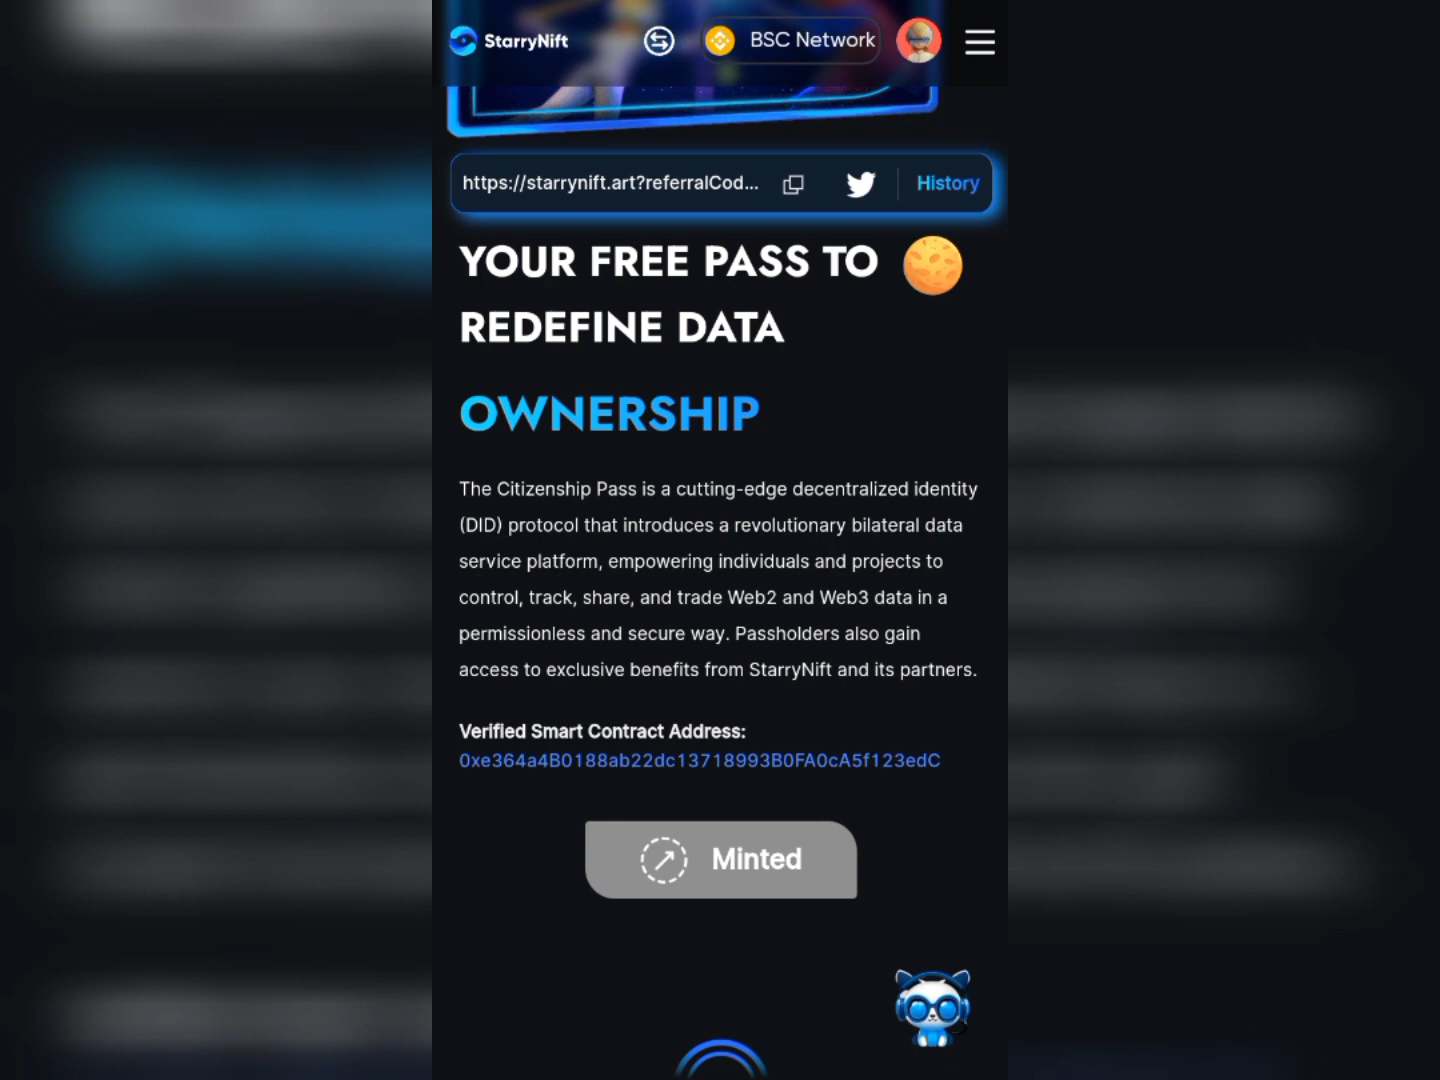 StarryNift
BSC Network
https://starrynift.art?referralCod...
History
YOUR FREE PASS TO
REDEFINE DATA
OWNERSHIP
The Citizenship Pass is a cutting-edge decentralized identity
(DID) protocol that introduces a revolutionary bilateral data
service platform, empowering individuals and projects to
control, track, share, and trade Web2 and Web3 data in a
permissionless and secure way. Passholders also gain
access to exclusive benefits from StarryNift and its partners.
Verified Smart Contract Address:
0xe364a4B0188ab22dc13718993B0FA0cA5f123edC
Minted